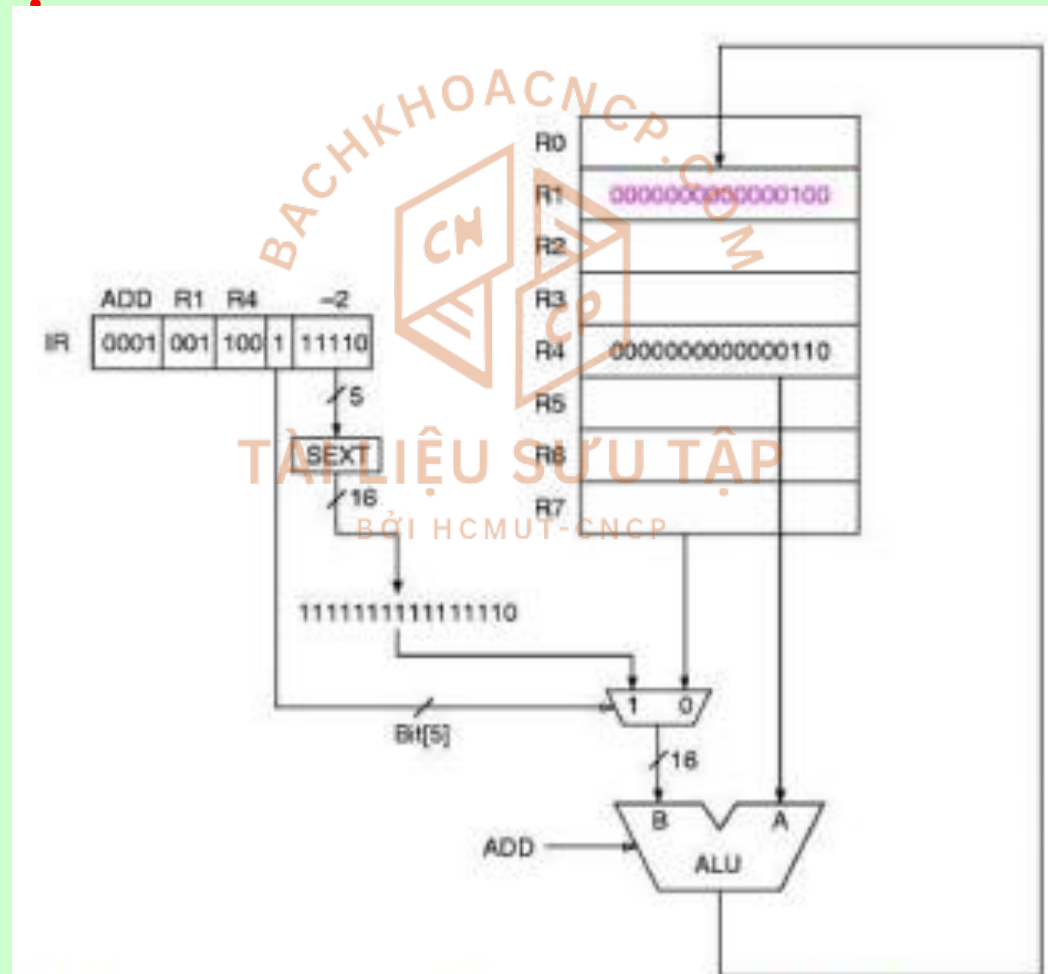 BACHKHOACNCP.COM
R0
R1 0000000000000100
R2
ADD R1 R4 –2
R3
IR 0001 001 100 1 11110
R4 0000000000000110
CN
CP
5
R5
SEXT
R6
TÀI LIỆU SƯU TẬP
16
R7
BỞI HCMUT-CNCP
1111111111111110
1 0
Bit[5]
16
B A
ADD
ALU